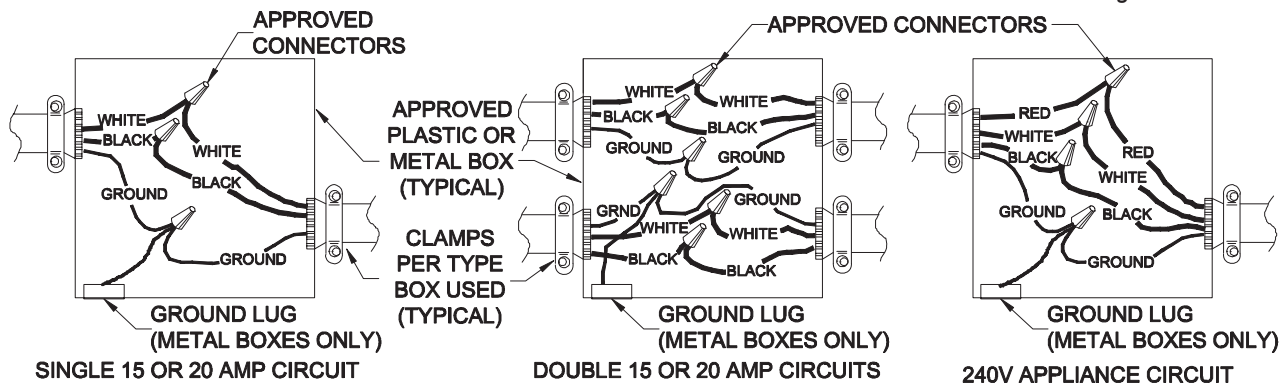 APPROVED
CONNECTORS
APPROVED CONNECTORS
g
WHITE
BLACK
WHITE
BLACK
GROUND
GROUND
GROUND LUG
(METAL BOXES ONLY)
SINGLE 15 OR 20 AMP CIRCUIT
APPROVED
PLASTIC OR
METAL BOX
(TYPICAL)
CLAMPS
PER TYPE
BOX USED
(TYPICAL)
WHITE
WHITE
BLACK
BLACK
GROUND
GROUND
GRND
GROUND
WHITE
WHITE
BLACK
BLACK
GROUND LUG
(METAL BOXES ONLY)
DOUBLE 15 OR 20 AMP CIRCUITS
RED
WHITE
BLACK
RED
WHITE
BLACK
GROUND
GROUND
GROUND LUG
(METAL BOXES ONLY)
240V APPLIANCE CIRCUIT